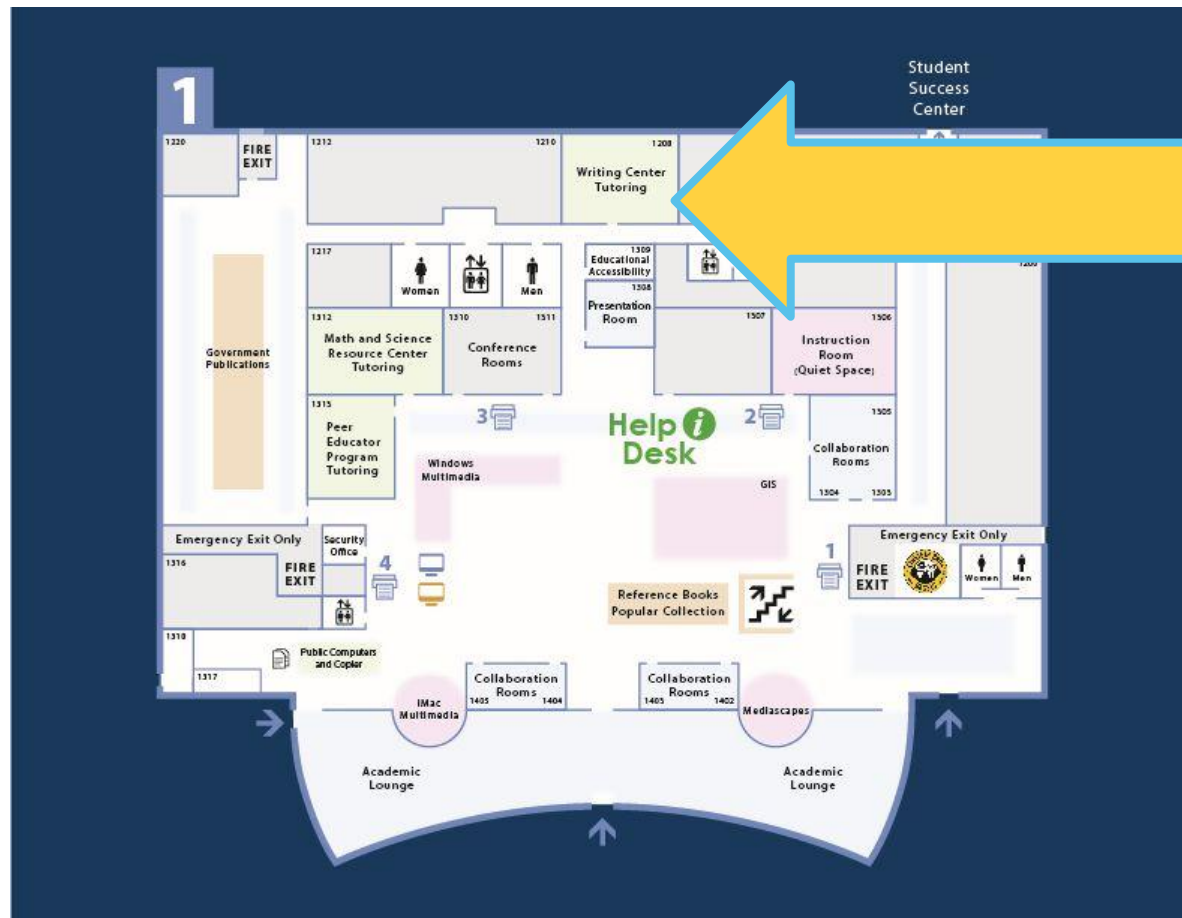 Student
Success
Center
1
1220
FIRE
EXIT
1212
1210
1208
Writing Center
Tutoring
1217
Women
Men
1309
Educational
Accessibility
1308
Presentation
Room
1312
Math and Science
Resource Center
Tutoring
1310
1311
Conference
Rooms
1307
1306
Instruction
Room
(Quiet Space)
Government
Publications
1313
Peer
Educator
Program
Tutoring
3
Help i
Desk
2
1305
Collaboration
Rooms
1304
1303
Windows
Multimedia
GIS
Emergency Exit Only
Security
Office
1316
FIRE
EXIT
4
1
Emergency Exit Only
FIRE
EXIT
Women
Men
Reference Books
Popular Collection
1318
1317
Public Computers
and Copier
Collaboration
Rooms
1405
1404
iMac
Multimedia
Collaboration
Rooms
1403
1402
Mediascapes
Academic
Lounge
Academic
Lounge